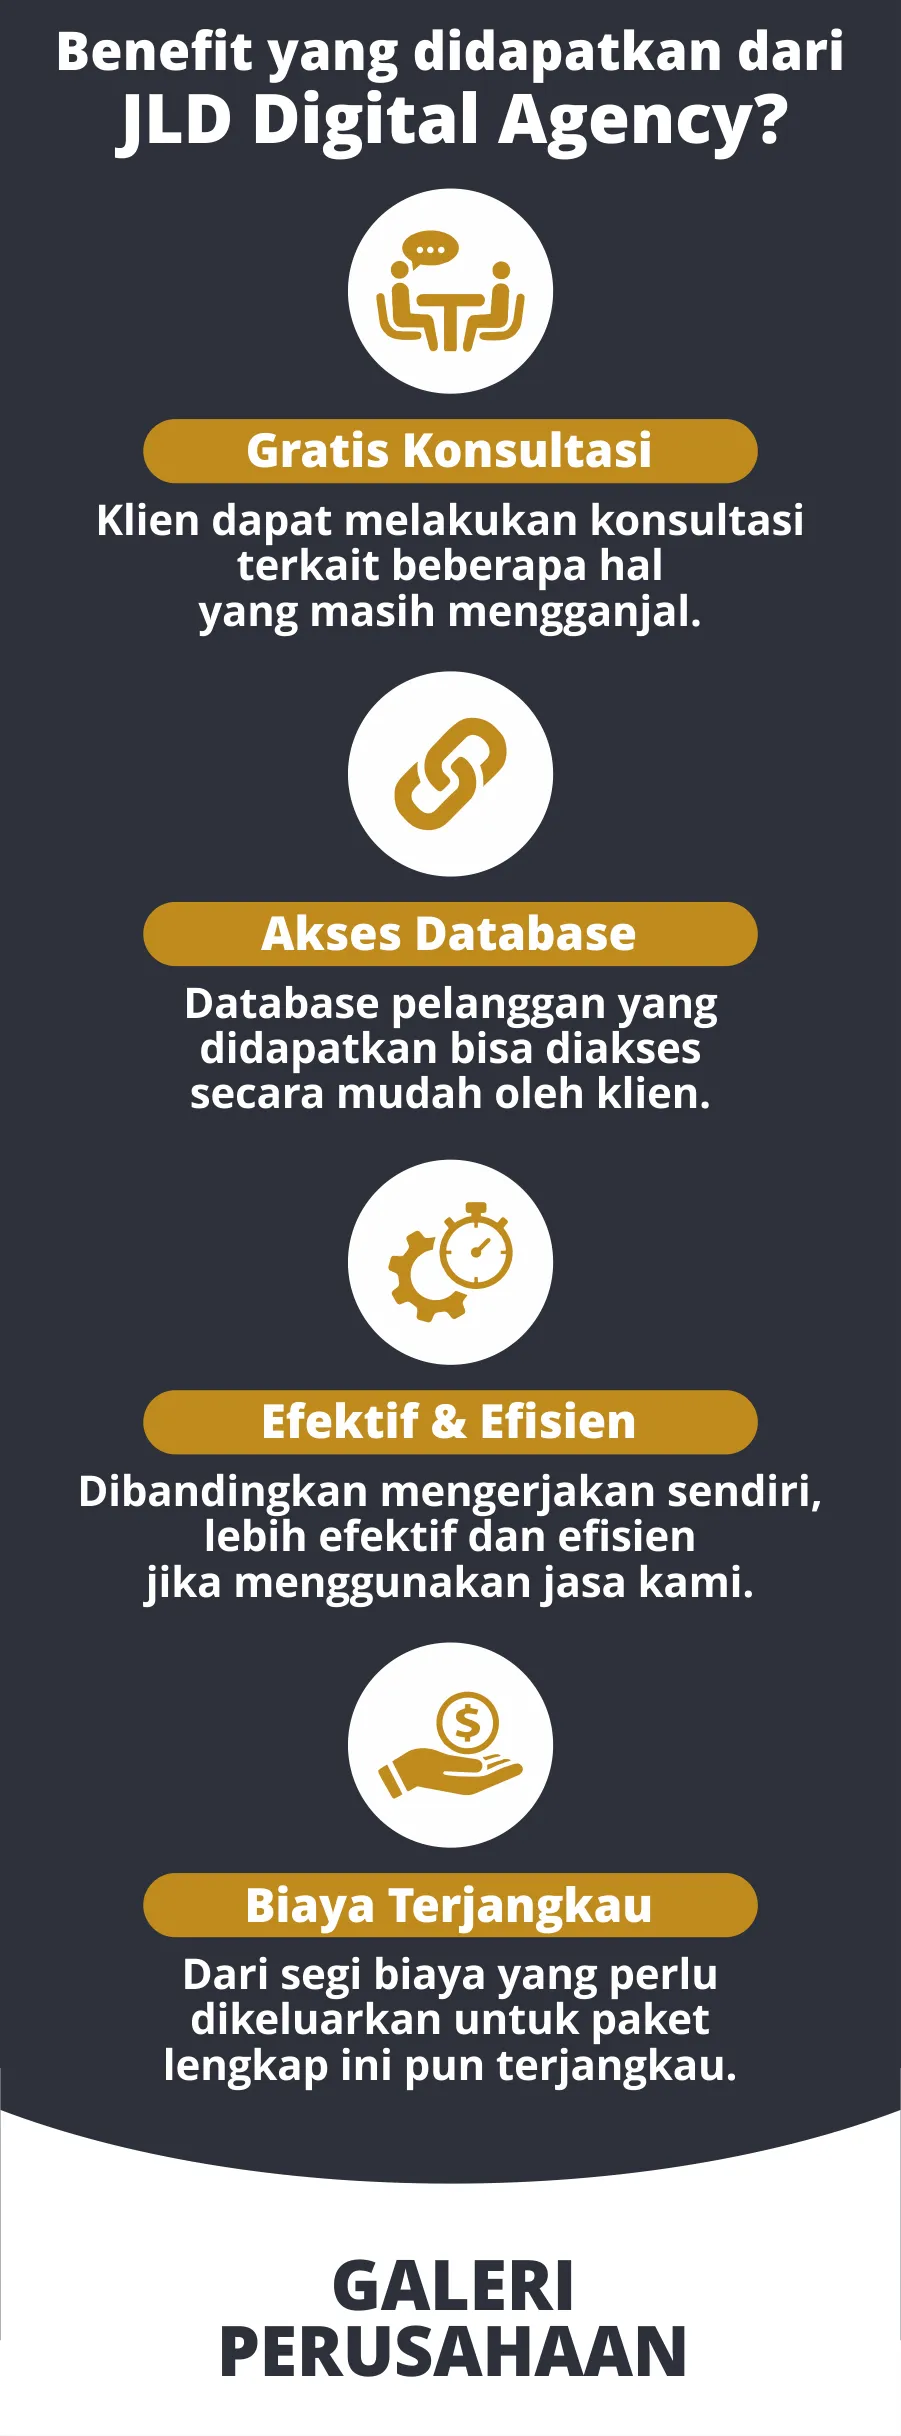 Benefit yang didapatkan dari
JLD Digital Agency?
Gratis Konsultasi
Klien dapat melakukan konsultasi
terkait beberapa hal
yang masih mengganjal.
Akses Database
Database pelanggan yang
didapatkan bisa diakses
secara mudah oleh klien.
Efektif & Efisien
Dibandingkan mengerjakan sendiri,
lebih efektif dan efisien
jika menggunakan jasa kami.
$
Biaya Terjangkau
Dari segi biaya yang perlu
dikeluarkan untuk paket
lengkap ini pun terjangkau.
GALERI
PERUSAHAAN